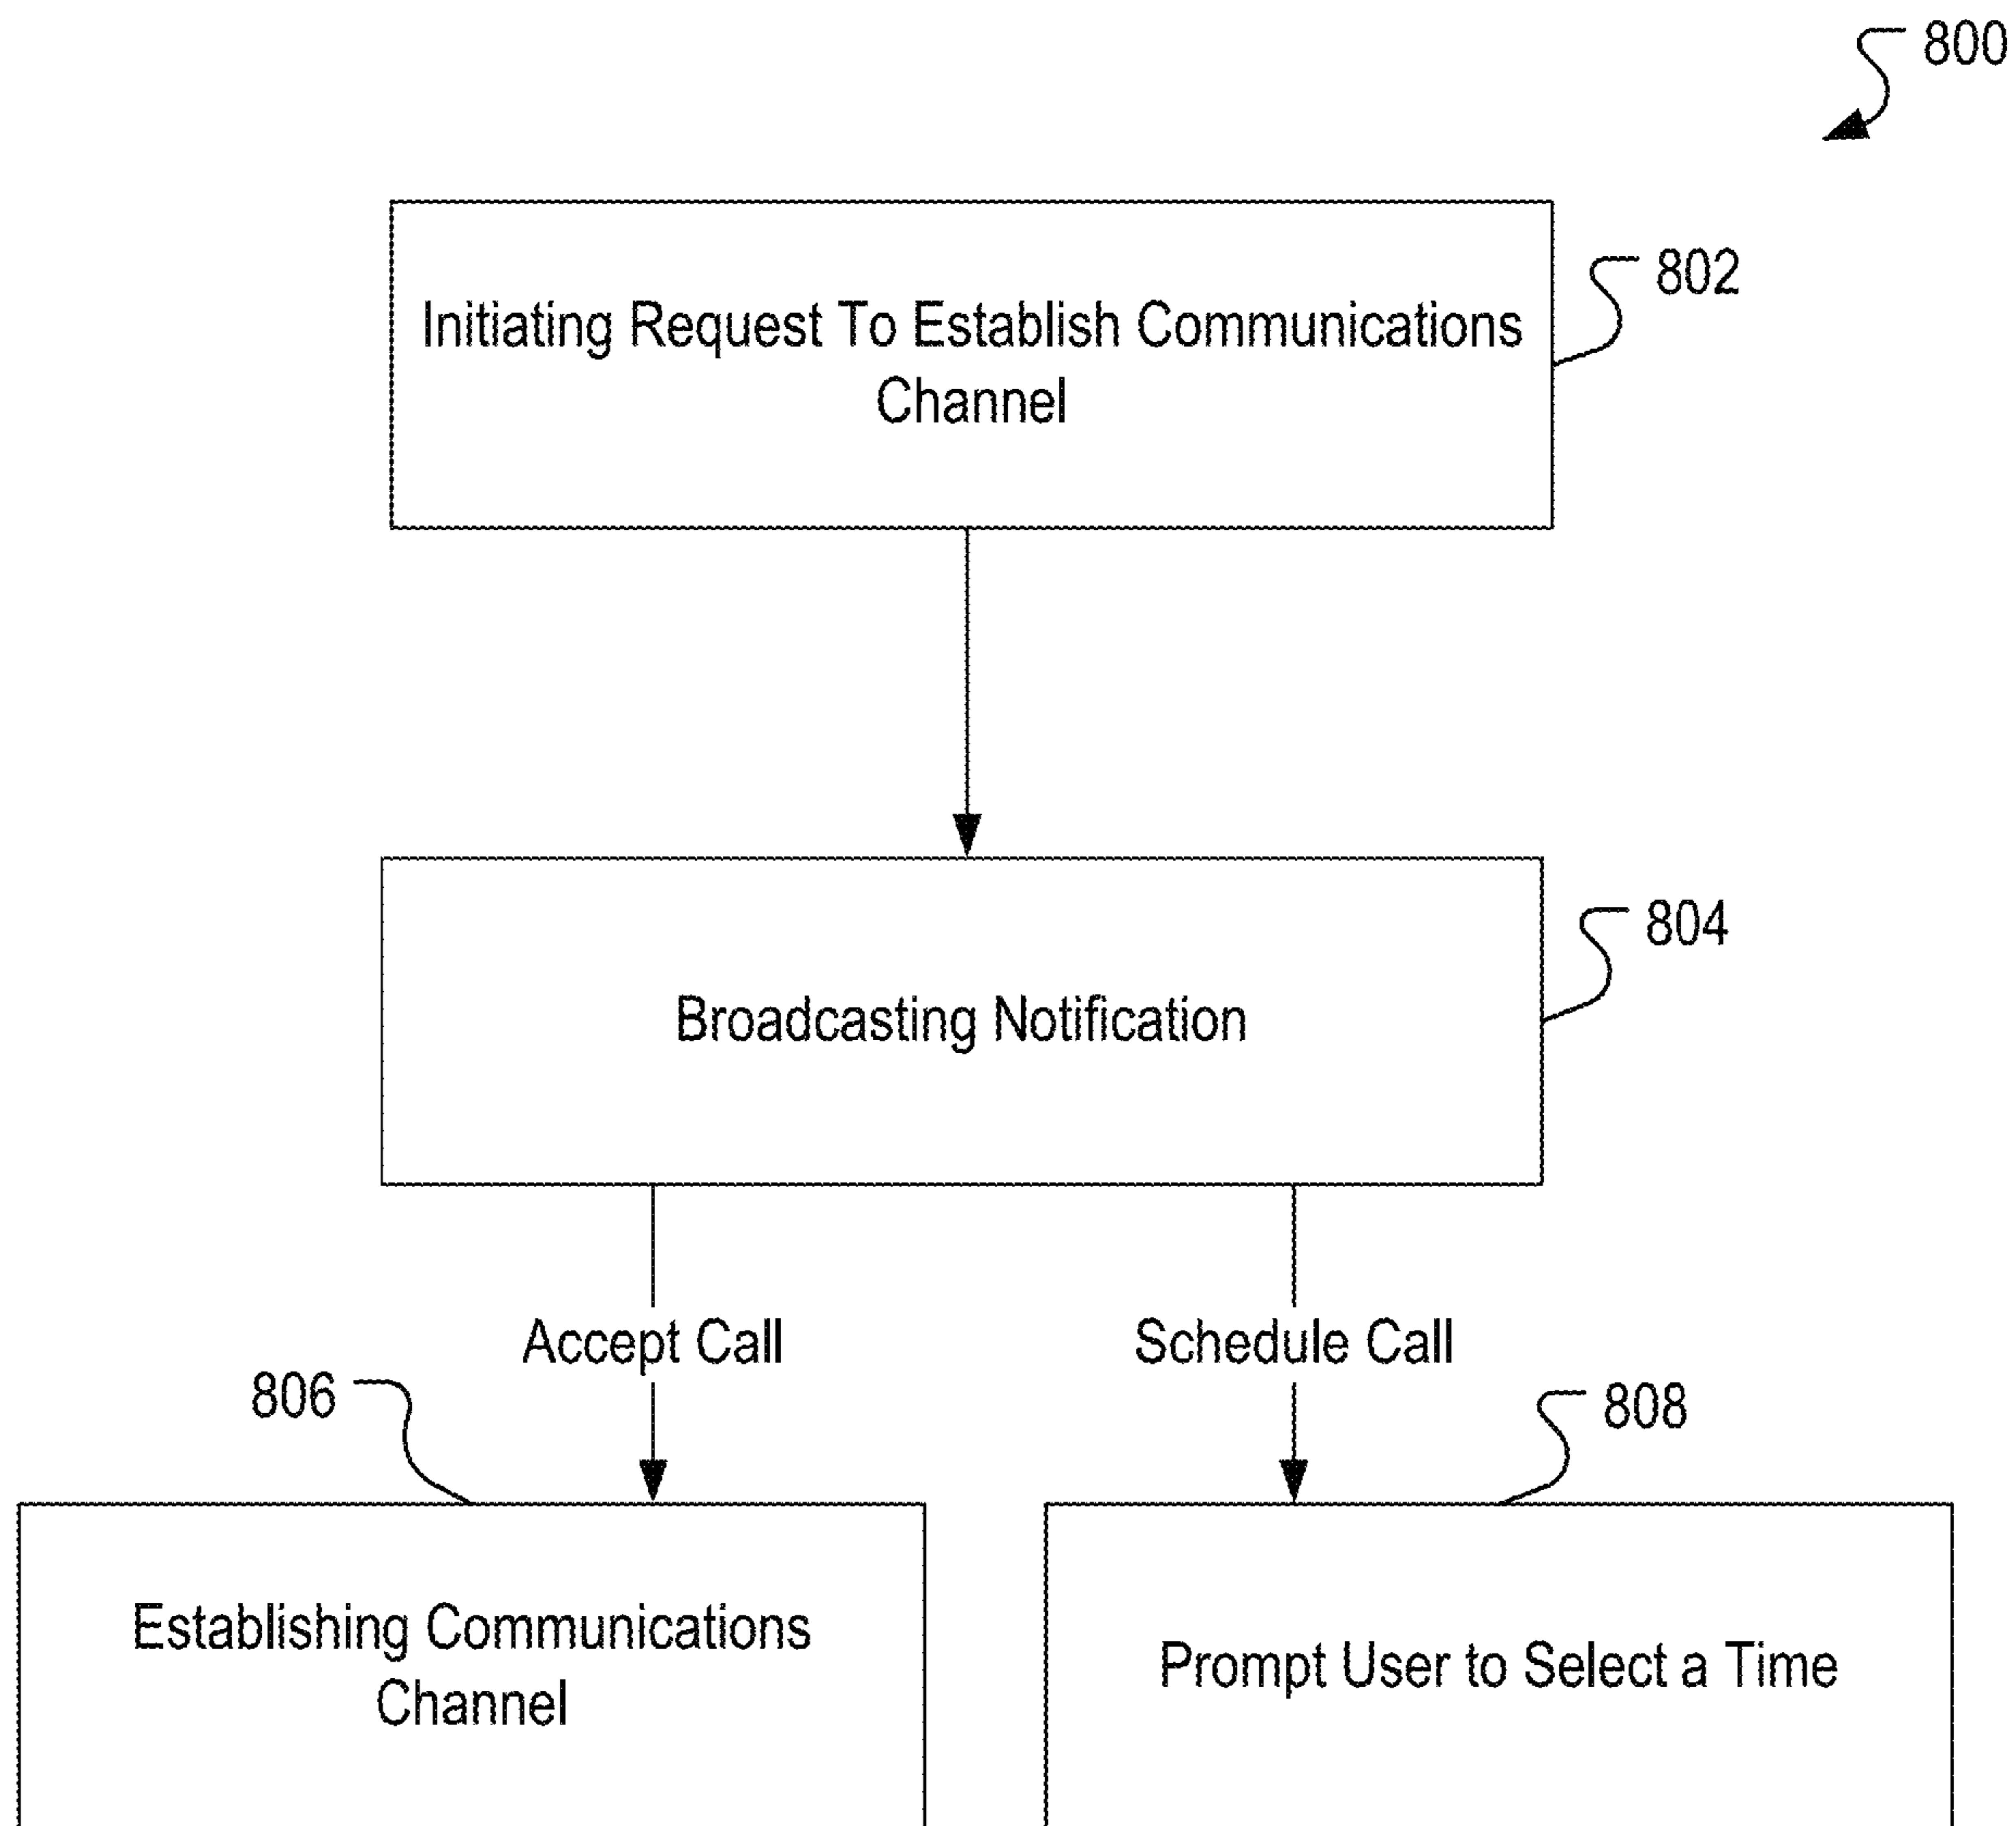 800
Initiating Request To Establish Communications
Channel
802
Broadcasting Notification
804
Accept Call
Schedule Call
806
808
Establishing Communications
Channel
Prompt User to Select a Time